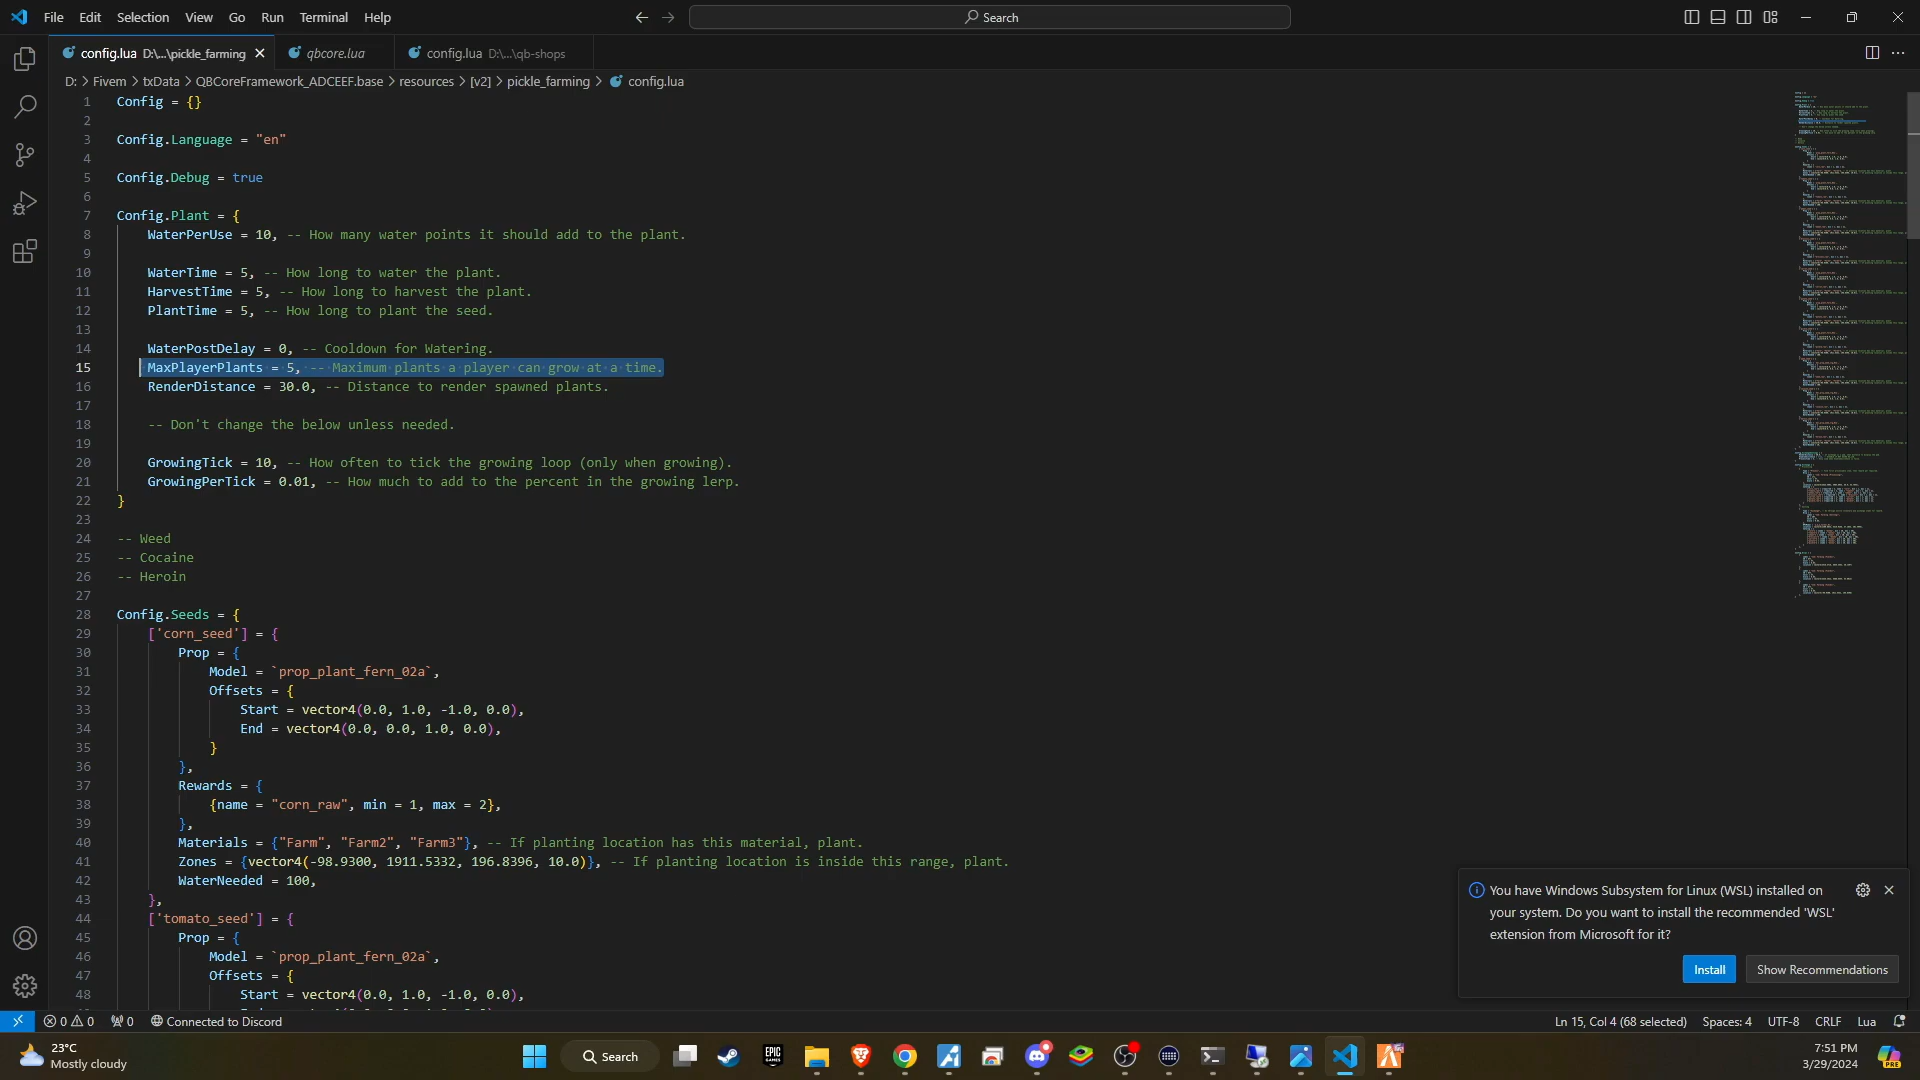 File Edit Selection View Go Run Terminal Help
Search
config.lua D:\...\pickle_farming
qbcore.lua
config.lua D:\...\qb-shops
D: > Fivem > txData > QBCoreFramework_ADCEEF.base > resources > [v2] > pickle_farming > config.lua
1 Config = {}
2
3 Config.Language = "en"
4
5 Config.Debug = true
6
7 Config.Plant = {
8 WaterPerUse = 10, -- How many water points it should add to the plant.
9
10 WaterTime = 5, -- How long to water the plant.
11 HarvestTime = 5, -- How long to harvest the plant.
12 PlantTime = 5, -- How long to plant the seed.
13
14 WaterPostDelay = 0, -- Cooldown for Watering.
15 MaxPlayerPlants = 5, -- Maximum plants a player can grow at a time.
16 RenderDistance = 30.0, -- Distance to render spawned plants.
17
18 -- Don't change the below unless needed.
19
20 GrowingTick = 10, -- How often to tick the growing loop (only when growing).
21 GrowingPerTick = 0.01, -- How much to add to the percent in the growing lerp.
22 }
23
24 -- Weed
25 -- Cocaine
26 -- Heroin
27
28 Config.Seeds = {
29 ['corn_seed'] = {
30 Prop = {
31 Model = `prop_plant_fern_02a`,
32 Offsets = {
33 Start = vector4(0.0, 1.0, -1.0, 0.0),
34 End = vector4(0.0, 0.0, 1.0, 0.0),
35 }
36 },
37 Rewards = {
38 {name = "corn_raw", min = 1, max = 2},
39 },
40 Materials = {"Farm", "Farm2", "Farm3"}, -- If planting location has this material, plant.
41 Zones = {vector4(-98.9300, 1911.5332, 196.8396, 10.0)}, -- If planting location is inside this range, plant.
42 WaterNeeded = 100,
43 },
44 ['tomato_seed'] = {
45 Prop = {
46 Model = `prop_plant_fern_02a`,
47 Offsets = {
48 Start = vector4(0.0, 1.0, -1.0, 0.0),
You have Windows Subsystem for Linux (WSL) installed on
your system. Do you want to install the recommended 'WSL'
extension from Microsoft for it?
Install Show Recommendations
0 0 0 Connected to Discord
Ln 15, Col 4 (68 selected) Spaces: 4 UTF-8 CRLF Lua
23°C
Mostly cloudy
Search
EPIC GAMES
7:51 PM
3/29/2024
PRE